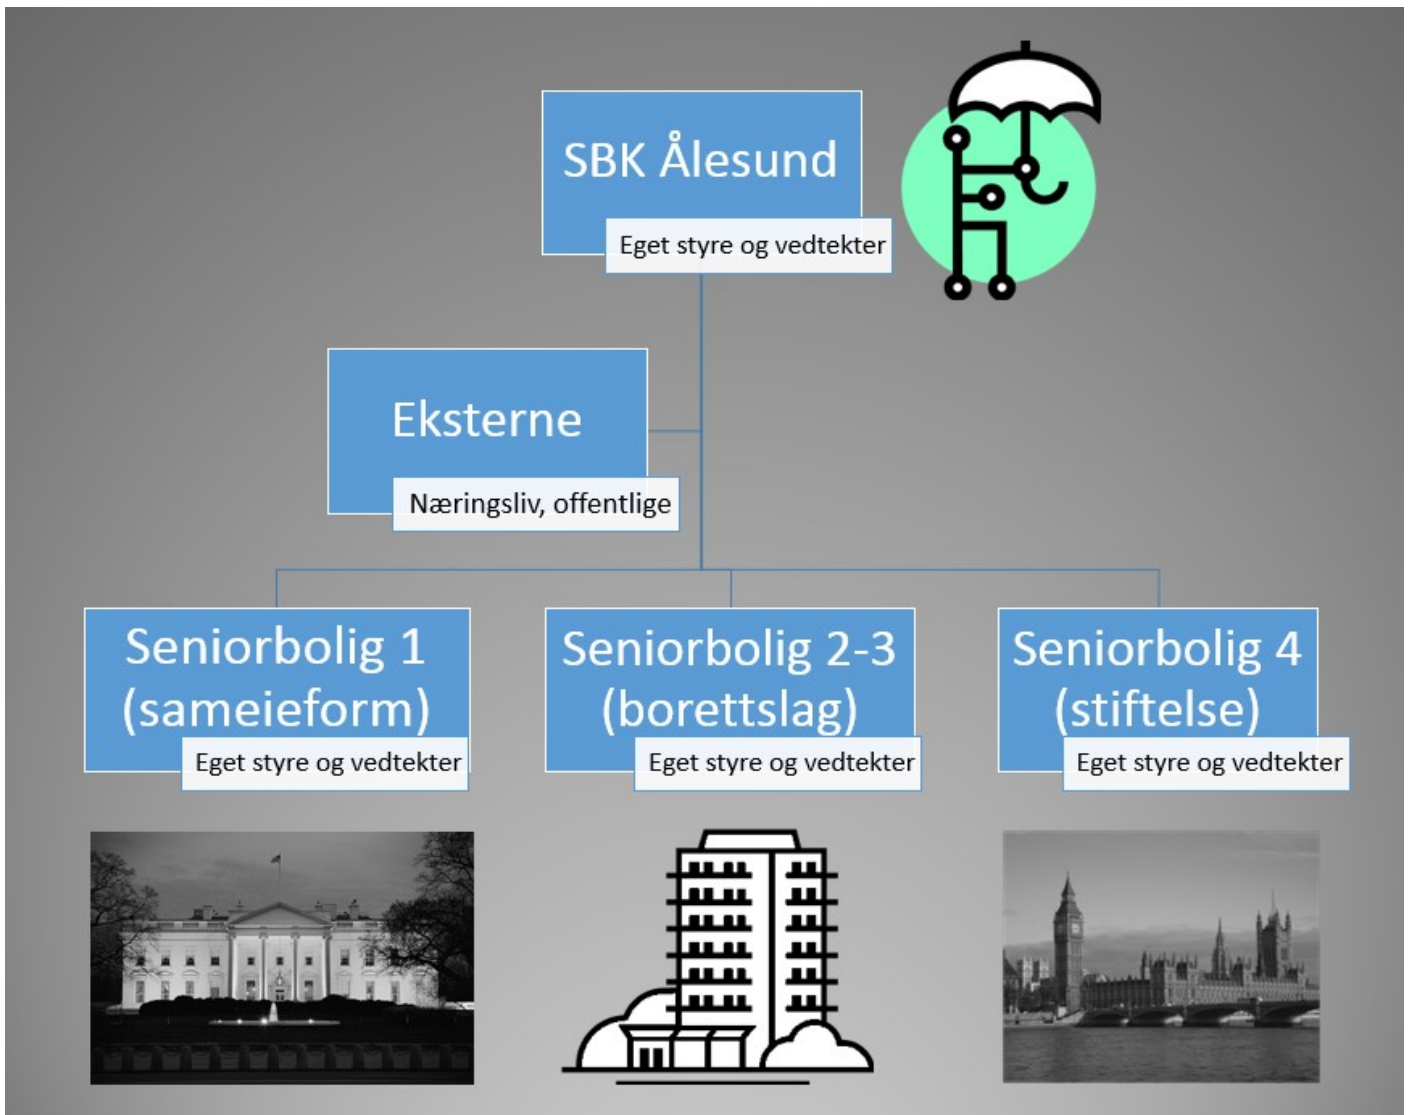 SBK Ålesund
Eget styre og vedtekter
Eksterne
Næringsliv, offentlige
Seniorbolig 1
(sameieform)
Eget styre og vedtekter
Seniorbolig 2-3
(borettslag)
Eget styre og vedtekter
Seniorbolig 4
(stiftelse)
Eget styre og vedtekter